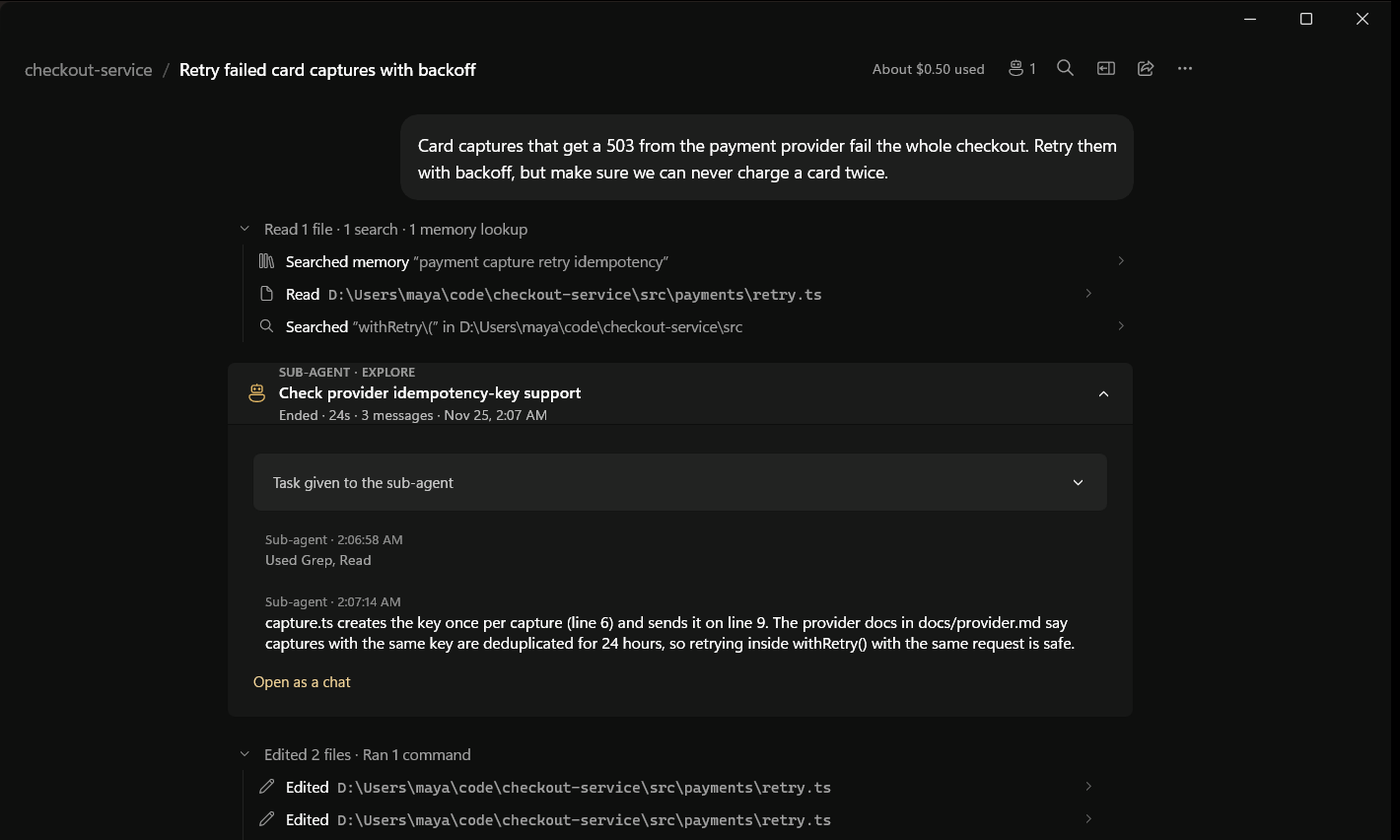 checkout-service / Retry failed card captures with backoff
About $0.50 used
1
Card captures that get a 503 from the payment provider fail the whole checkout. Retry them
with backoff, but make sure we can never charge a card twice.
Read 1 file · 1 search · 1 memory lookup
Searched memory “payment capture retry idempotency”
Read D:\Users\maya\code\checkout-service\src\payments\retry.ts
Searched “withRetry\(” in D:\Users\maya\code\checkout-service\src
SUB-AGENT · EXPLORE
Check provider idempotency-key support
Ended · 24s · 3 messages · Nov 25, 2:07 AM
Task given to the sub-agent
Sub-agent · 2:06:58 AM
Used Grep, Read
Sub-agent · 2:07:14 AM
capture.ts creates the key once per capture (line 6) and sends it on line 9. The provider docs in docs/provider.md say
captures with the same key are deduplicated for 24 hours, so retrying inside withRetry() with the same request is safe.
Open as a chat
Edited 2 files · Ran 1 command
Edited D:\Users\maya\code\checkout-service\src\payments\retry.ts
Edited D:\Users\maya\code\checkout-service\src\payments\retry.ts